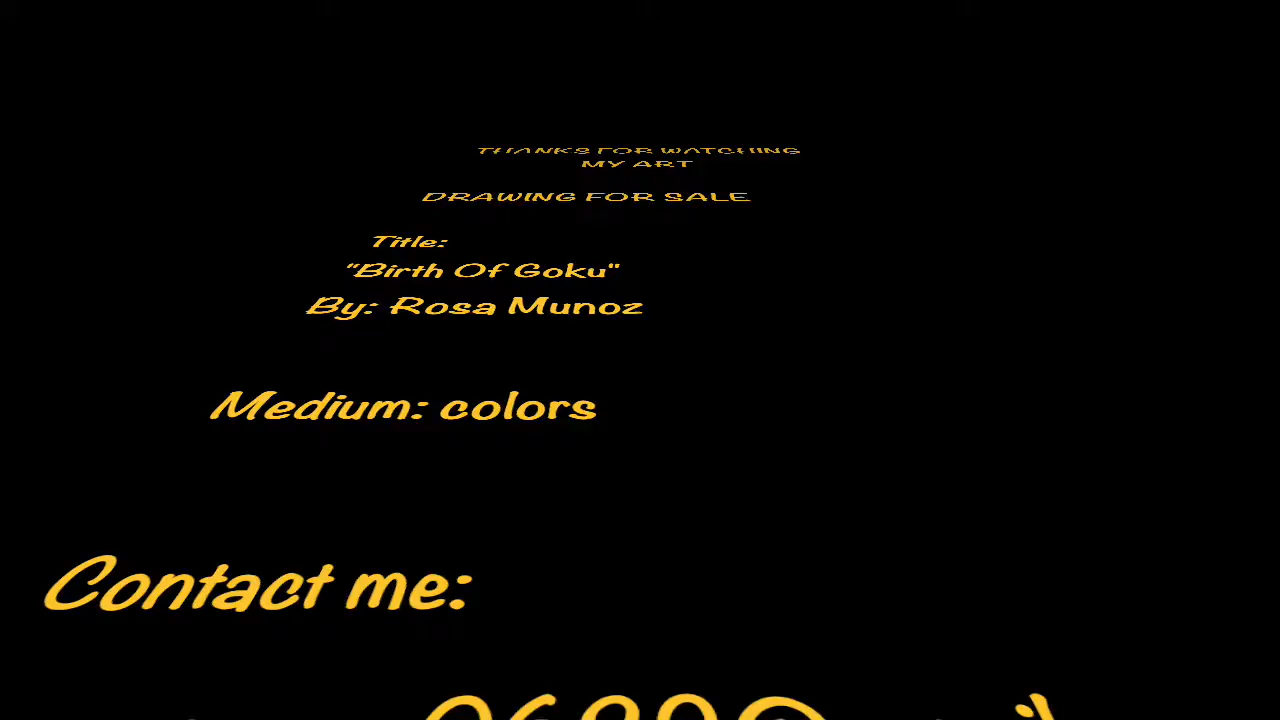 THANKS FOR WATCHING
MY ART
DRAWING FOR SALE
Title:
"Birth Of Goku"
By: Rosa Munoz
Medium: colors
Contact me: